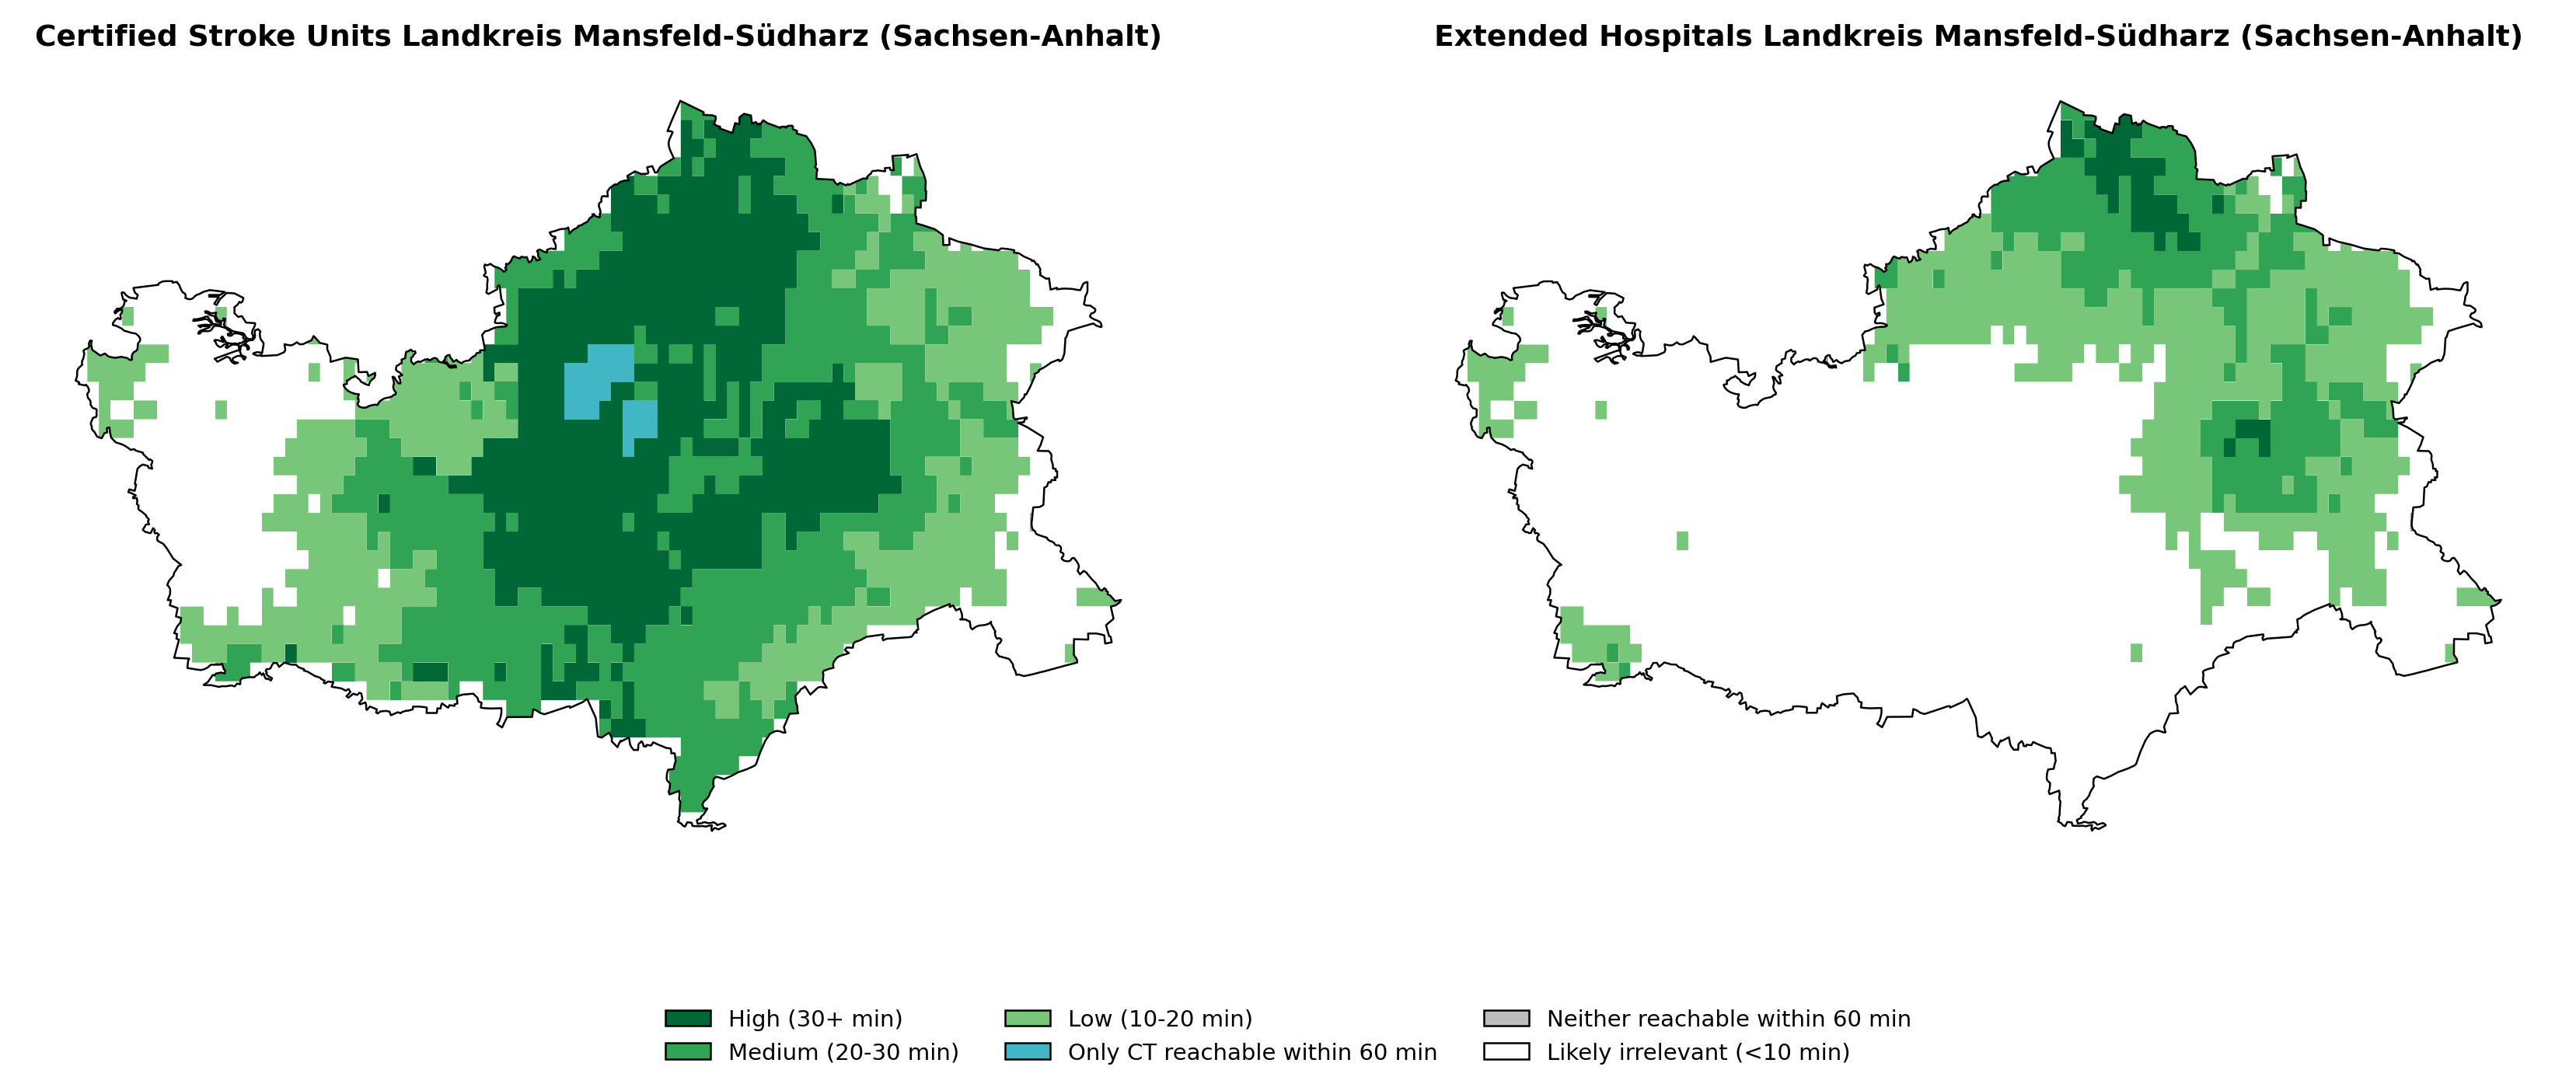 Certified Stroke Units Landkreis Mansfeld-Südharz (Sachsen-Anhalt)
Extended Hospitals Landkreis Mansfeld-Südharz (Sachsen-Anhalt)
High (30+ min)
Medium (20-30 min)
Low (10-20 min)
Only CT reachable within 60 min
Neither reachable within 60 min
Likely irrelevant (<10 min)